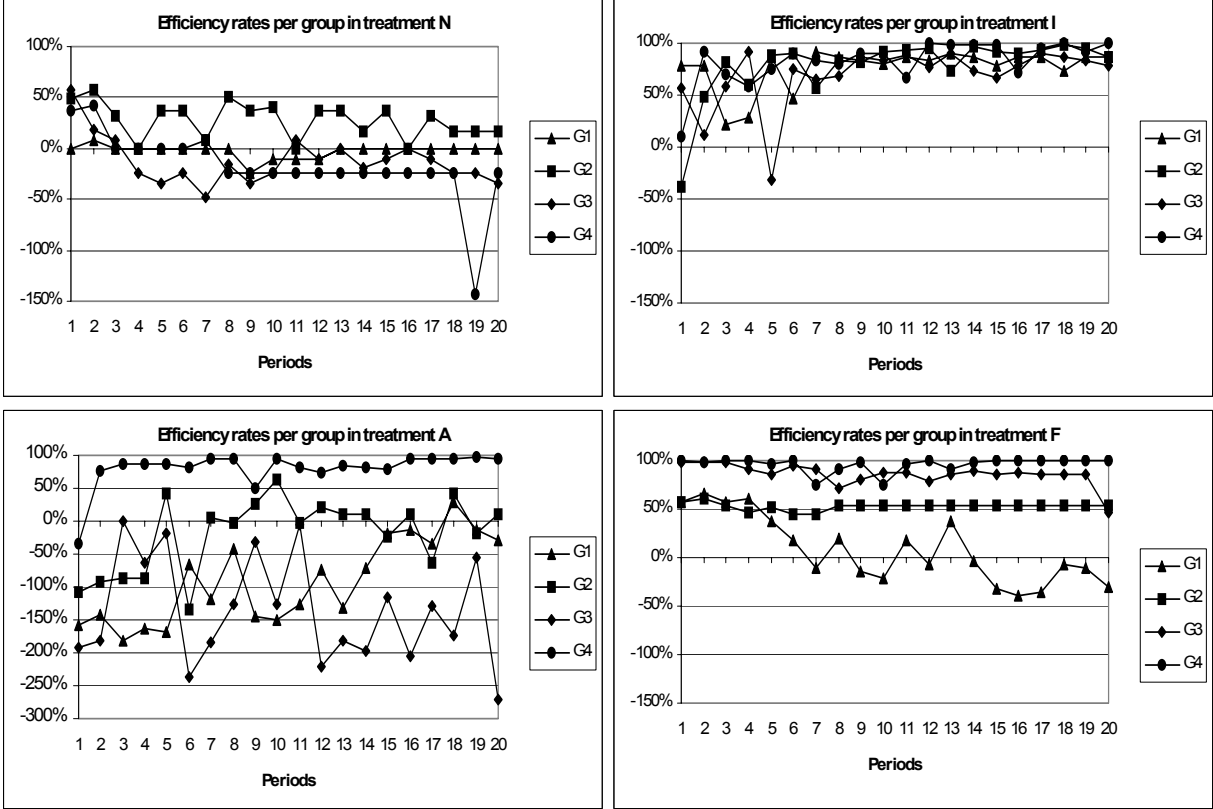 Efficiency rates per group in treatment N
100%
50%
0%
-50%
-100%
-150%
1 2 3 4 5 6 7 8 9 10 11 12 13 14 15 16 17 18 19 20
Periods
G1
G2
G3
G4
Efficiency rates per group in treatment I
100%
50%
0%
-50%
-100%
-150%
1 2 3 4 5 6 7 8 9 10 11 12 13 14 15 16 17 18 19 20
Periods
G1
G2
G3
G4
Efficiency rates per group in treatment A
100%
50%
0%
-50%
-100%
-150%
-200%
-250%
-300%
1 2 3 4 5 6 7 8 9 10 11 12 13 14 15 16 17 18 19 20
Periods
G1
G2
G3
G4
Efficiency rates per group in treatment F
100%
50%
0%
-50%
-100%
-150%
1 2 3 4 5 6 7 8 9 10 11 12 13 14 15 16 17 18 19 20
Periods
G1
G2
G3
G4